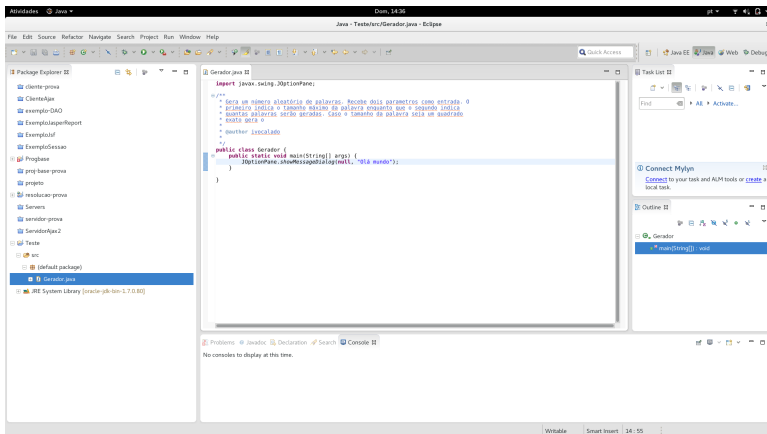 Atividades Java Dom, 14:36 pt
Java - Teste/src/Gerador.java - Eclipse
File Edit Source Refactor Navigate Search Project Run Window Help
Quick Access Java EE Java Web Debug
Package Explorer
cliente-prova
ClienteAjax
exemplo-DAO
ExemploJasperReport
ExemploJsf
ExemploSessao
Progbase
proj-base-prova
projeto
resolucao-prova
Servers
servidor-prova
ServidorAjax2
Teste
src
(default package)
Gerador.java
JRE System Library [oracle-jdk-bin-1.7.0.80]
Gerador.java
import javax.swing.JOptionPane;
/**
* Gera um número aleatório de palavras. Recebe dois parametros como entrada. O
* primeiro indica o tamanho máximo da palavra enquanto que o segundo indica
* quantas palavras serão geradas. Caso o tamanho da palavra seja um quadrado
* exato gera o
*
* @author ivocalado
*
*/
public class Gerador {
public static void main(String[] args) {
JOptionPane.showMessageDialog(null, "Olá mundo");
}
}
Task List
Find All Activate...
Connect Mylyn
Connect to your task and ALM tools or create a
local task.
Outline
Gerador
main(String[]) : void
Problems Javadoc Declaration Search Console
No consoles to display at this time.
Writable Smart Insert 14 : 55